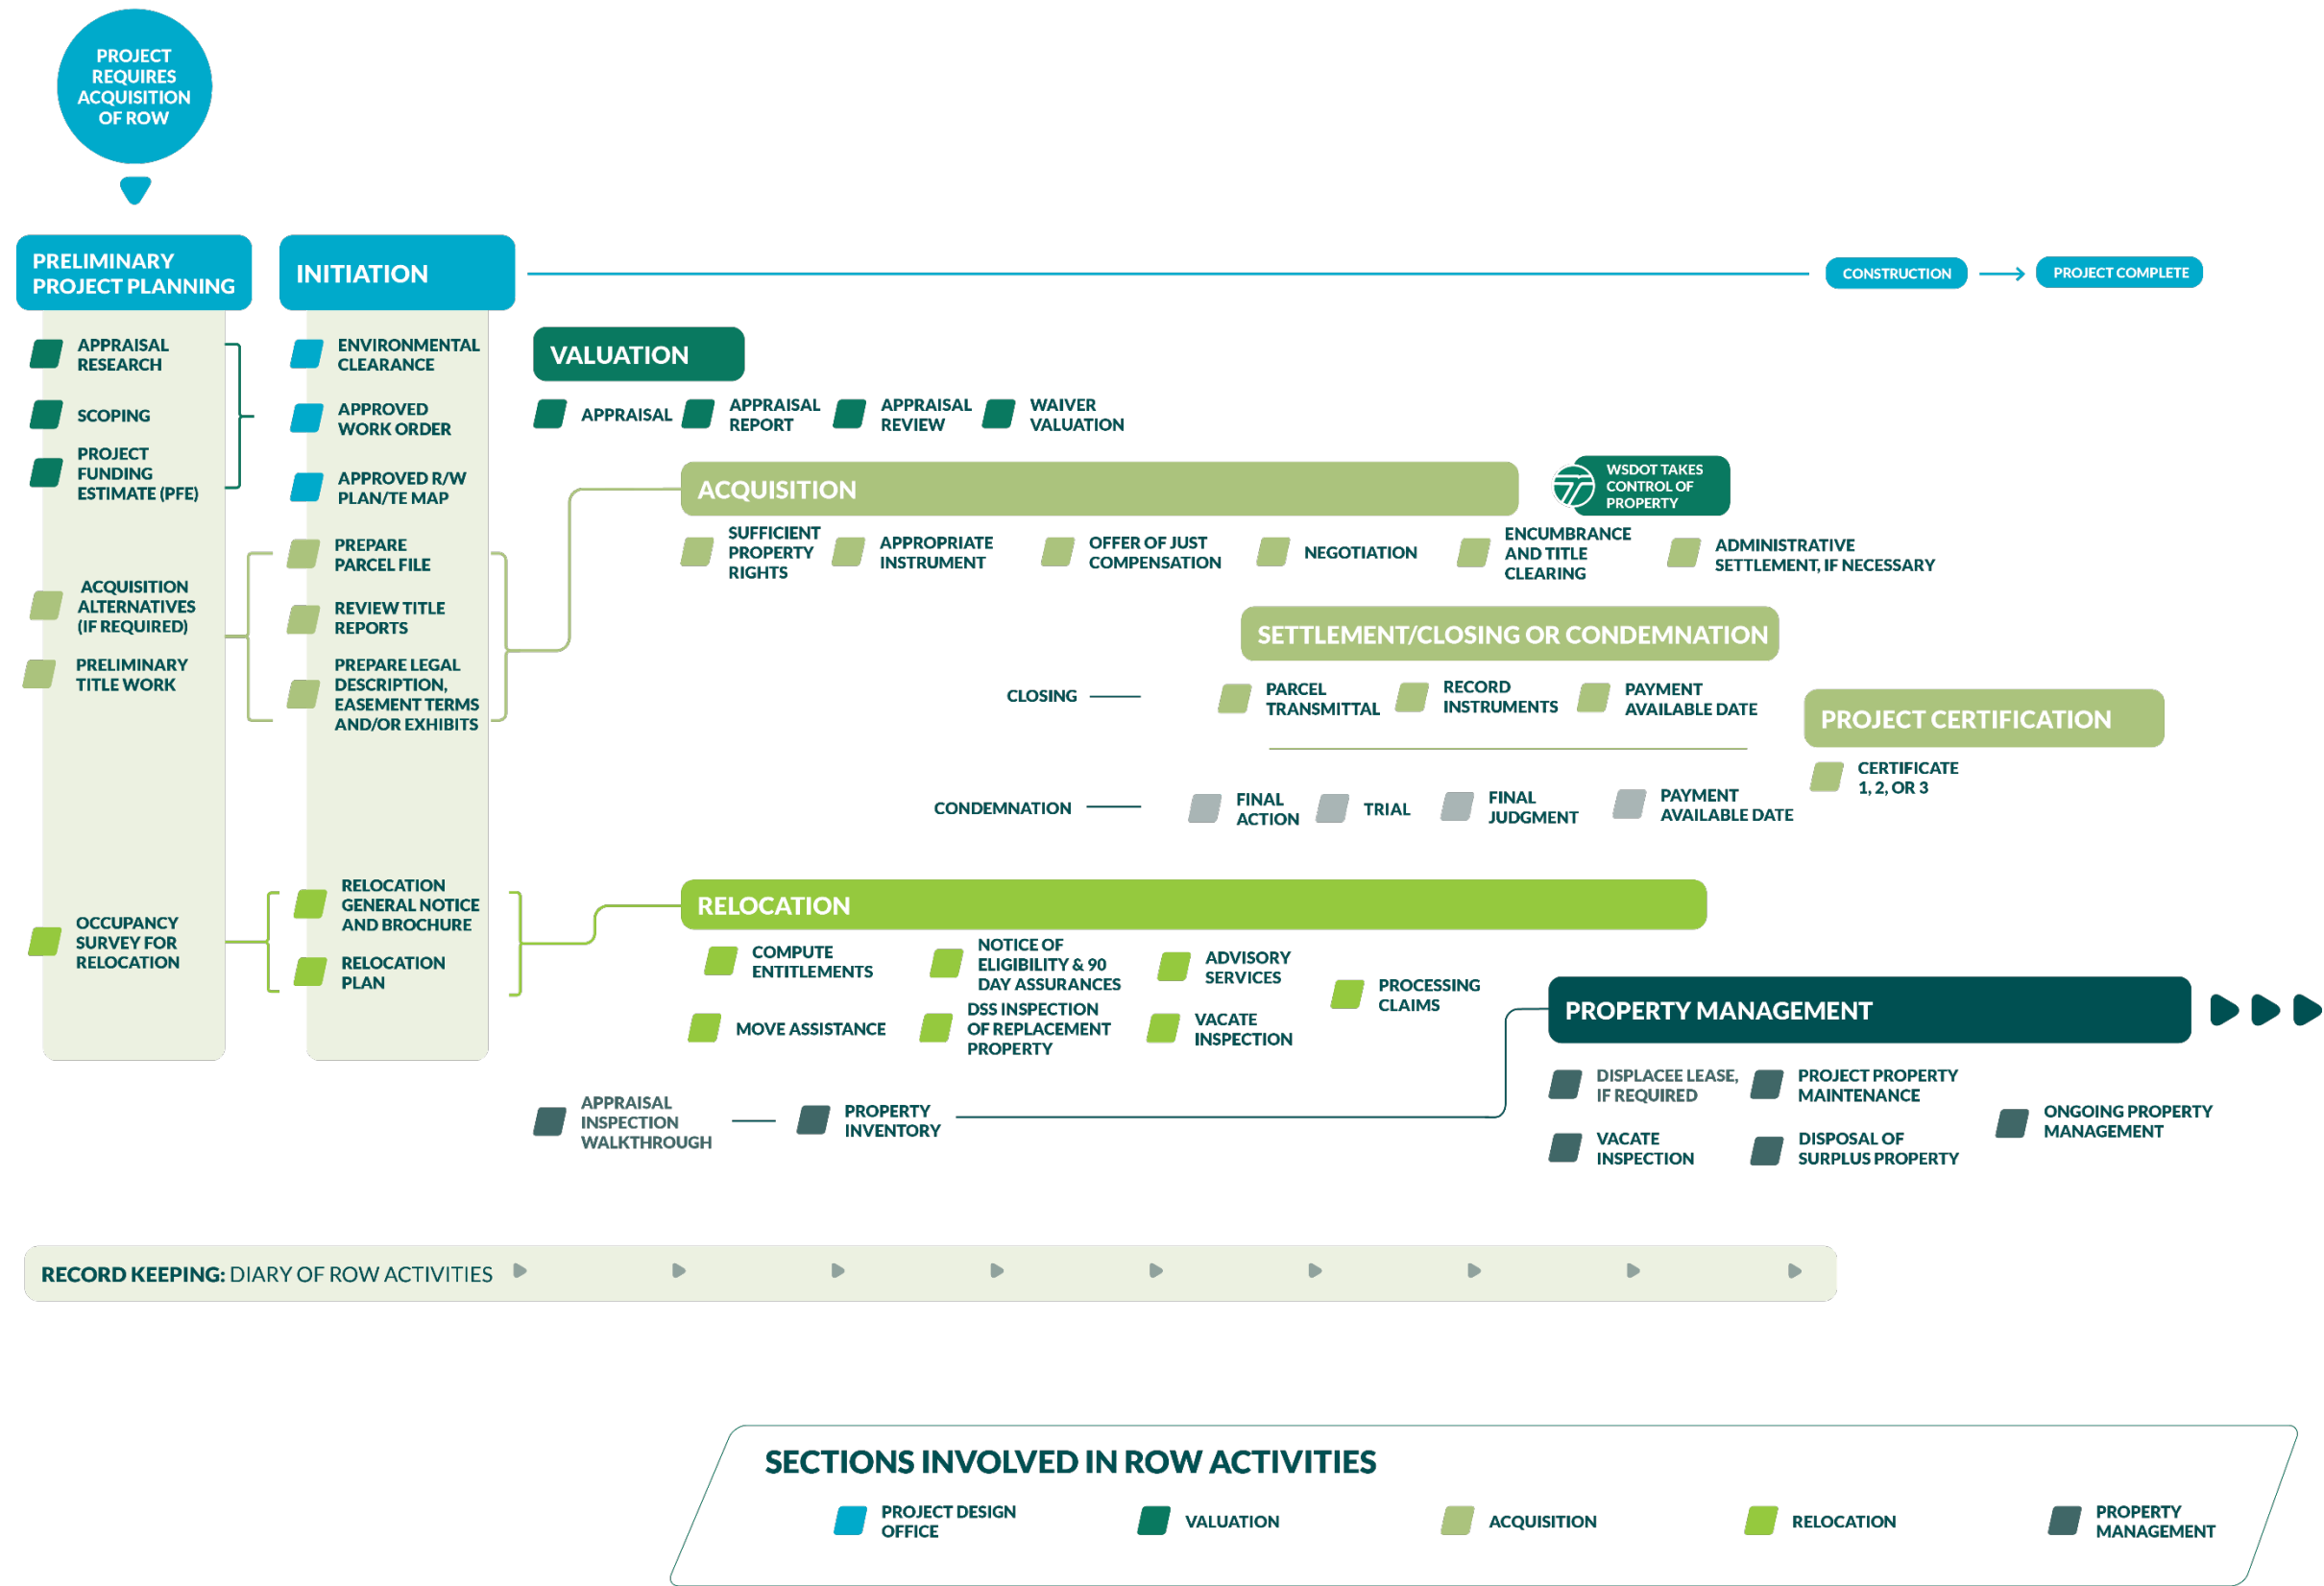 PROJECT
REQUIRES
ACQUISITION
OF ROW
PRELIMINARY
PROJECT PLANNING
APPRAISAL
RESEARCH
SCOPING
PROJECT
FUNDING
ESTIMATE (PFE)
ACQUISITION
ALTERNATIVES
(IF REQUIRED)
PRELIMINARY
TITLE WORK
OCCUPANCY
SURVEY FOR
RELOCATION
INITIATION
ENVIRONMENTAL
CLEARANCE
APPROVED
WORK ORDER
APPROVED R/W
PLAN/TE MAP
PREPARE
PARCEL FILE
REVIEW TITLE
REPORTS
PREPARE LEGAL
DESCRIPTION,
EASEMENT TERMS
AND/OR EXHIBITS
RELOCATION
GENERAL NOTICE
AND BROCHURE
RELOCATION
PLAN
CONSTRUCTION
PROJECT COMPLETE
VALUATION
APPRAISAL
APPRAISAL
REPORT
APPRAISAL
REVIEW
WAIVER
VALUATION
ACQUISITION
WSDOT TAKES
CONTROL OF
PROPERTY
SUFFICIENT
PROPERTY
RIGHTS
APPROPRIATE
INSTRUMENT
OFFER OF JUST
COMPENSATION
NEGOTIATION
ENCUMBRANCE
AND TITLE
CLEARING
ADMINISTRATIVE
SETTLEMENT, IF NECESSARY
SETTLEMENT/CLOSING OR CONDEMNATION
CLOSING
PARCEL
TRANSMITTAL
RECORD
INSTRUMENTS
PAYMENT
AVAILABLE DATE
CONDEMNATION
FINAL
ACTION
TRIAL
FINAL
JUDGMENT
PAYMENT
AVAILABLE DATE
PROJECT CERTIFICATION
CERTIFICATE
1, 2, OR 3
RELOCATION
COMPUTE
ENTITLEMENTS
NOTICE OF
ELIGIBILITY & 90
DAY ASSURANCES
ADVISORY
SERVICES
PROCESSING
CLAIMS
MOVE ASSISTANCE
DSS INSPECTION
OF REPLACEMENT
PROPERTY
VACATE
INSPECTION
APPRAISAL
INSPECTION
WALKTHROUGH
PROPERTY
INVENTORY
PROPERTY MANAGEMENT
DISPLACEE LEASE,
IF REQUIRED
PROJECT PROPERTY
MAINTENANCE
VACATE
INSPECTION
DISPOSAL OF
SURPLUS PROPERTY
ONGOING PROPERTY
MANAGEMENT
RECORD KEEPING: DIARY OF ROW ACTIVITIES
SECTIONS INVOLVED IN ROW ACTIVITIES
PROJECT DESIGN
OFFICE
VALUATION
ACQUISITION
RELOCATION
PROPERTY
MANAGEMENT